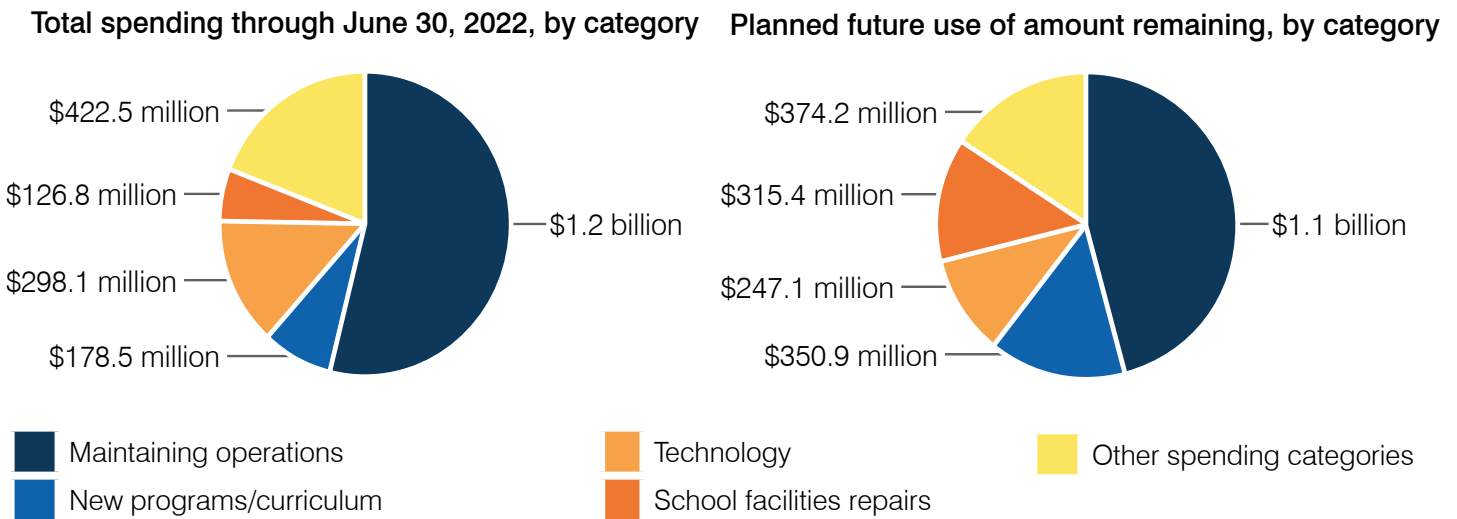 Total spending through June 30, 2022, by category
$422.5 million
$126.8 million
$298.1 million
$178.5 million
$1.2 billion
Planned future use of amount remaining, by category
$374.2 million
$315.4 million
$247.1 million
$350.9 million
$1.1 billion
Maintaining operations
New programs/curriculum
Technology
School facilities repairs
Other spending categories